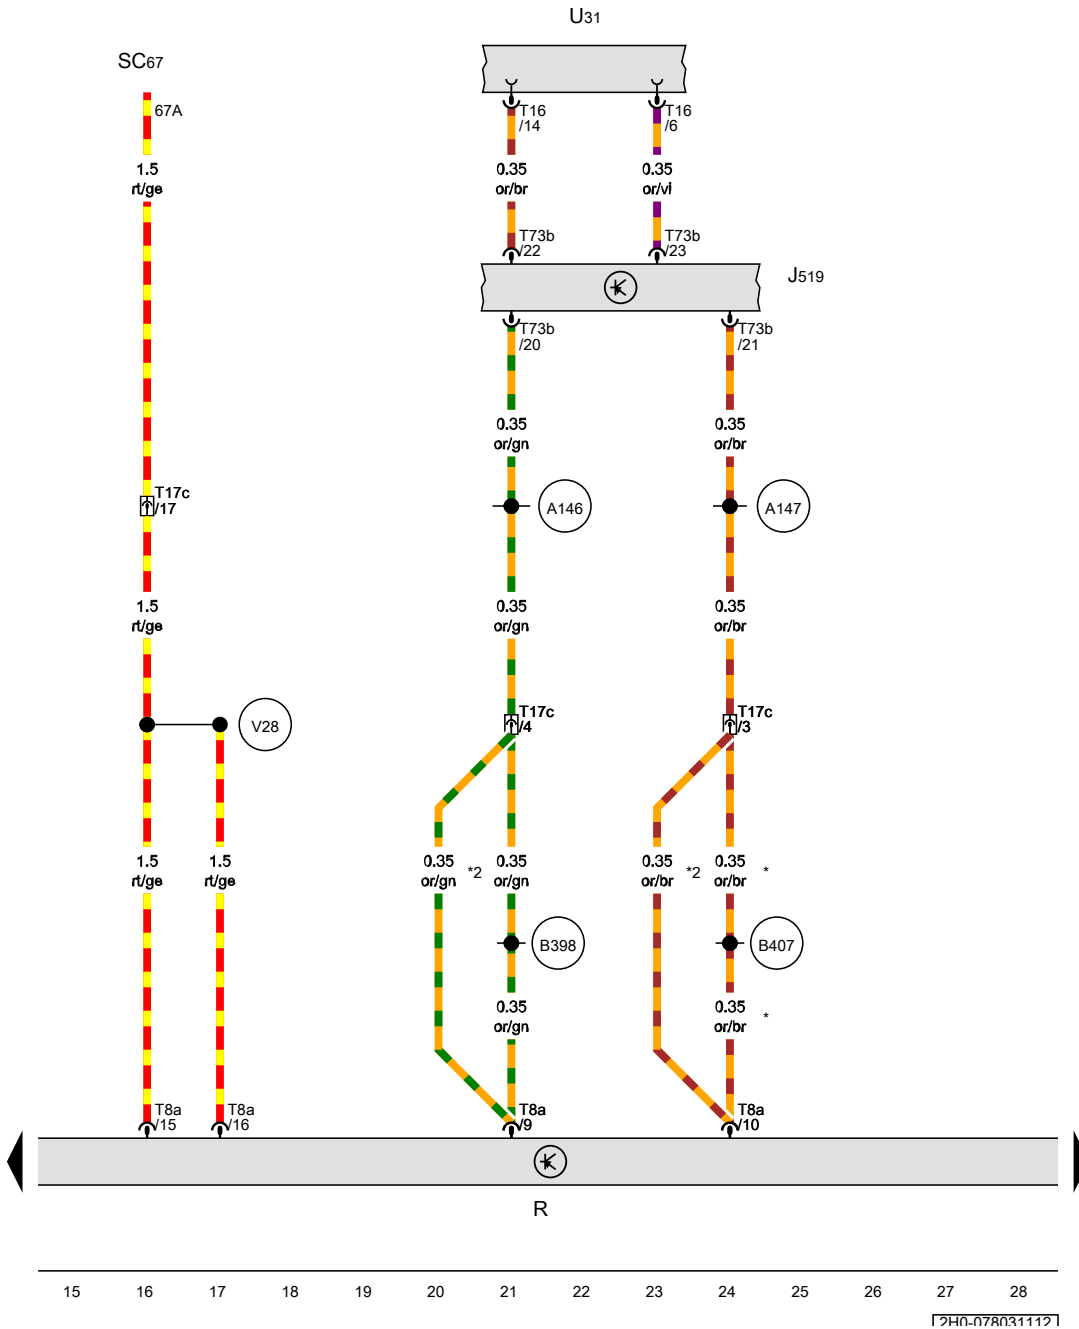 U31
SC67
67A
T16
/14
T16
/6
1.5
rt/ge
0.35
or/br
0.35
or/vi
T73b
/22
T73b
/23
J519
T73b
/20
T73b
/21
0.35
or/gn
0.35
or/br
T17c
/17
A146
A147
1.5
rt/ge
0.35
or/gn
0.35
or/br
V28
T17c
/4
T17c
/3
1.5
rt/ge
1.5
rt/ge
0.35
or/gn
*2
0.35
or/gn
0.35
or/br
*2
0.35
or/br
*
B398
B407
0.35
or/gn
0.35
or/br
*
T8a
/15
T8a
/16
T8a
/9
T8a
/10
R
15 16 17 18 19 20 21 22 23 24 25 26 27 28
2H0-078031112